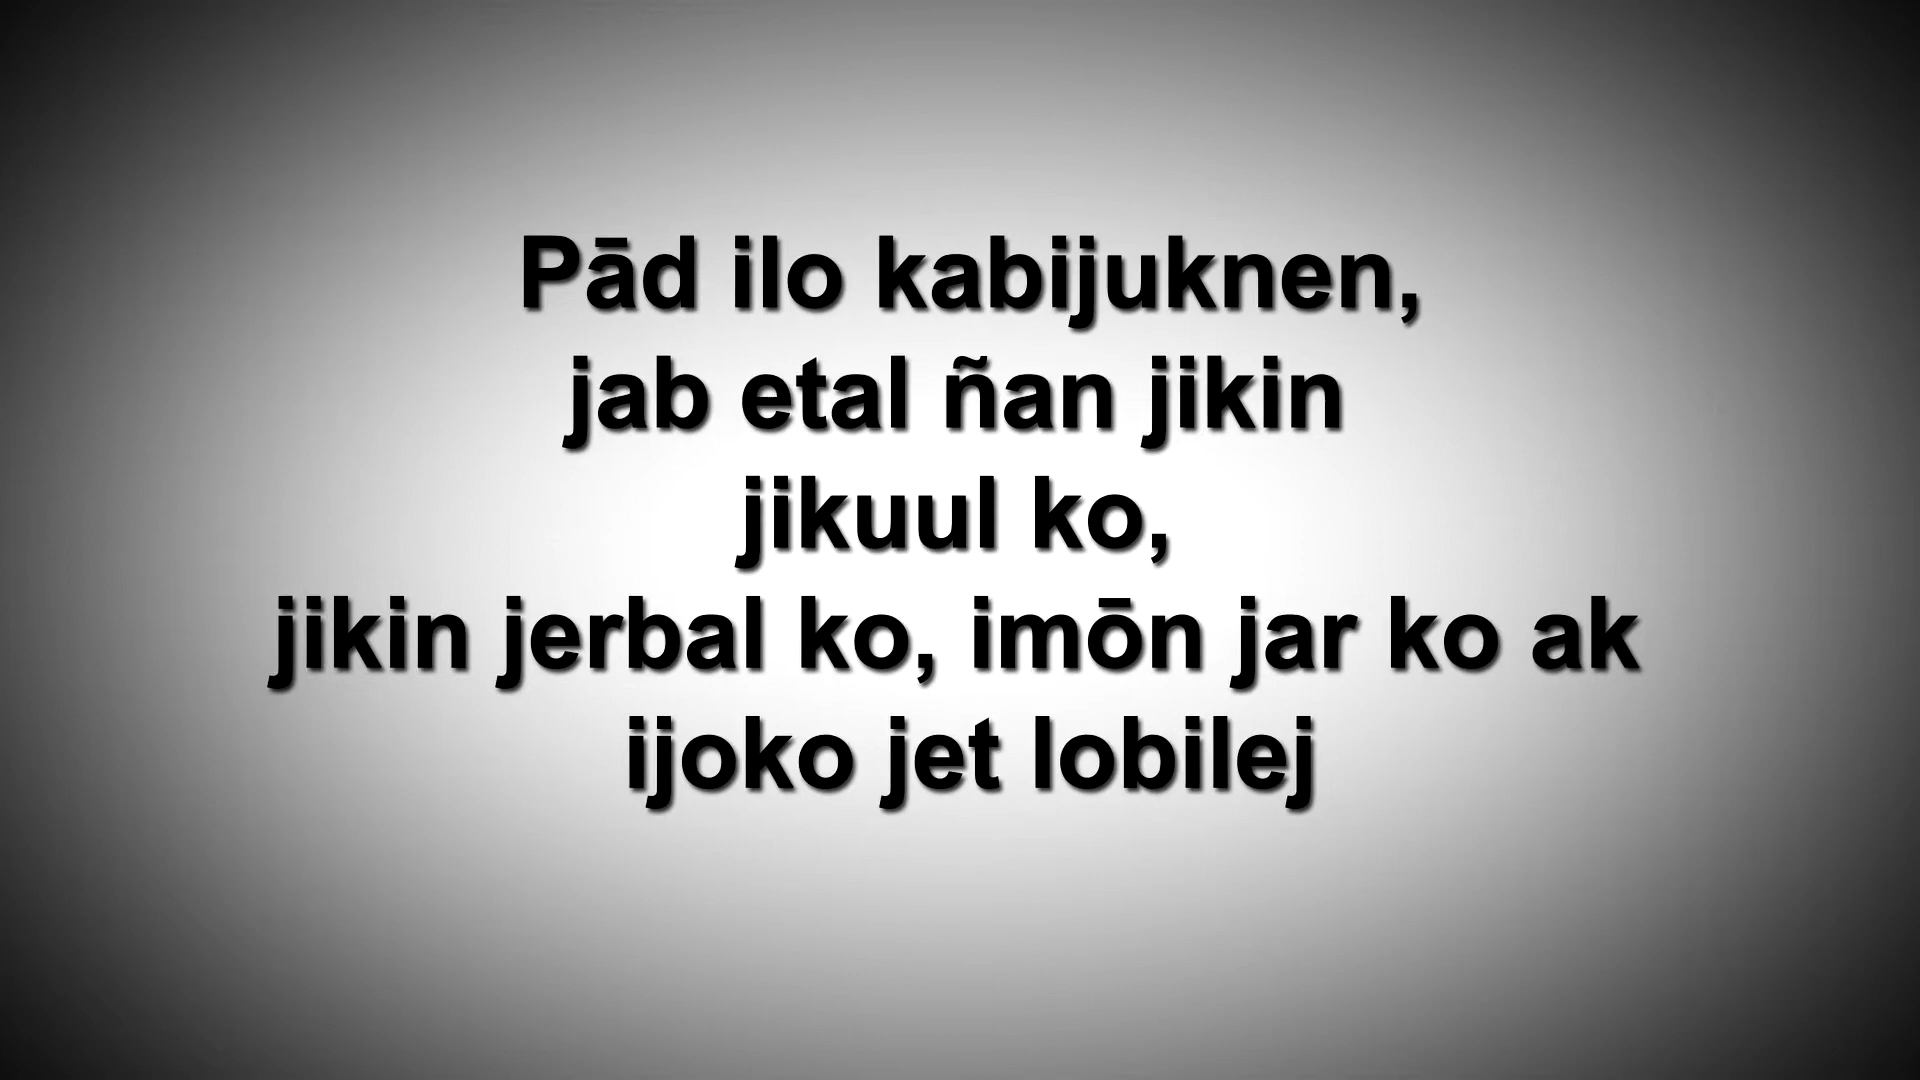 Pād ilo kabijuknen,
jab etal ñan jikin
jikuul ko,
jikin jerbal ko, imōn jar ko ak
ijoko jet lobilej